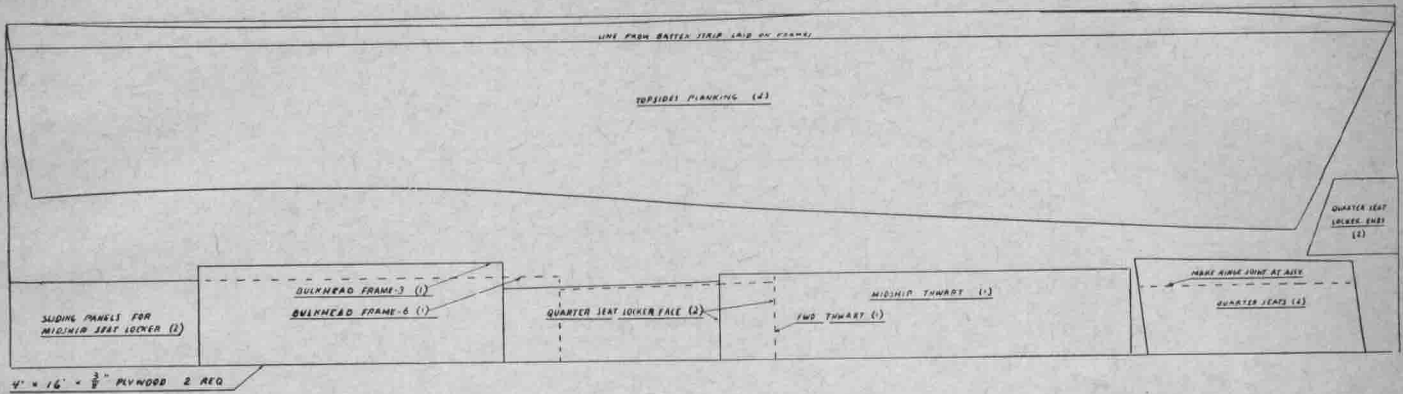 LINE FROM BATTEN STRIP LAID ON FRAMES
TOPSIDES PLANKING (2)
QUARTER SEAT
LOCKER ENDS
(2)
MAKE HINGE JOINT AT ASSY.
BULKHEAD FRAME-3 (1)
MIDSHIP THWART (1)
QUARTER SEATS (2)
SLIDING PANELS FOR
MIDSHIP SEAT LOCKER (2)
BULKHEAD FRAME-6 (1)
QUARTER SEAT LOCKER FACE (2)
FWD THWART (1)
4' × 16' × 3/8" PLYWOOD 2 REQ